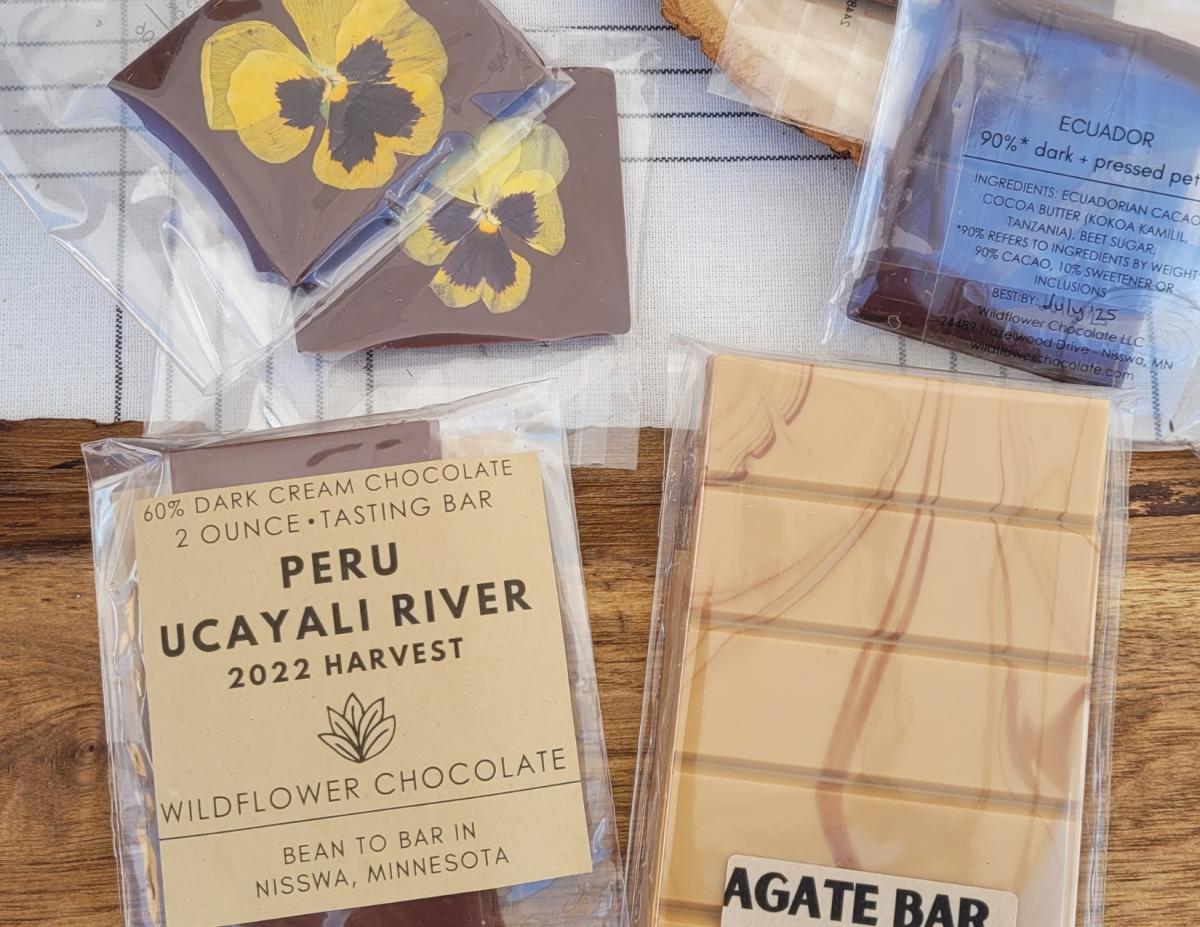 ECUADOR
90%* dark + pressed pet
INGREDIENTS: ECUADORIAN CACAO
COCOA BUTTER (KOKOA KAMILI,
TANZANIA), BEET SUGAR.
*90% REFERS TO INGREDIENTS BY WEIGHT
90% CACAO, 10% SWEETENER OR
INCLUSIONS
BEST BY: July '25
Wildflower Chocolate LLC
24489 Hazelwood Drive - Nisswa, MN
wildflowerchocolate.com
60% DARK CREAM CHOCOLATE
2 OUNCE • TASTING BAR
PERU
UCAYALI RIVER
2022 HARVEST
WILDFLOWER CHOCOLATE
BEAN TO BAR IN
NISSWA, MINNESOTA
AGATE BAR